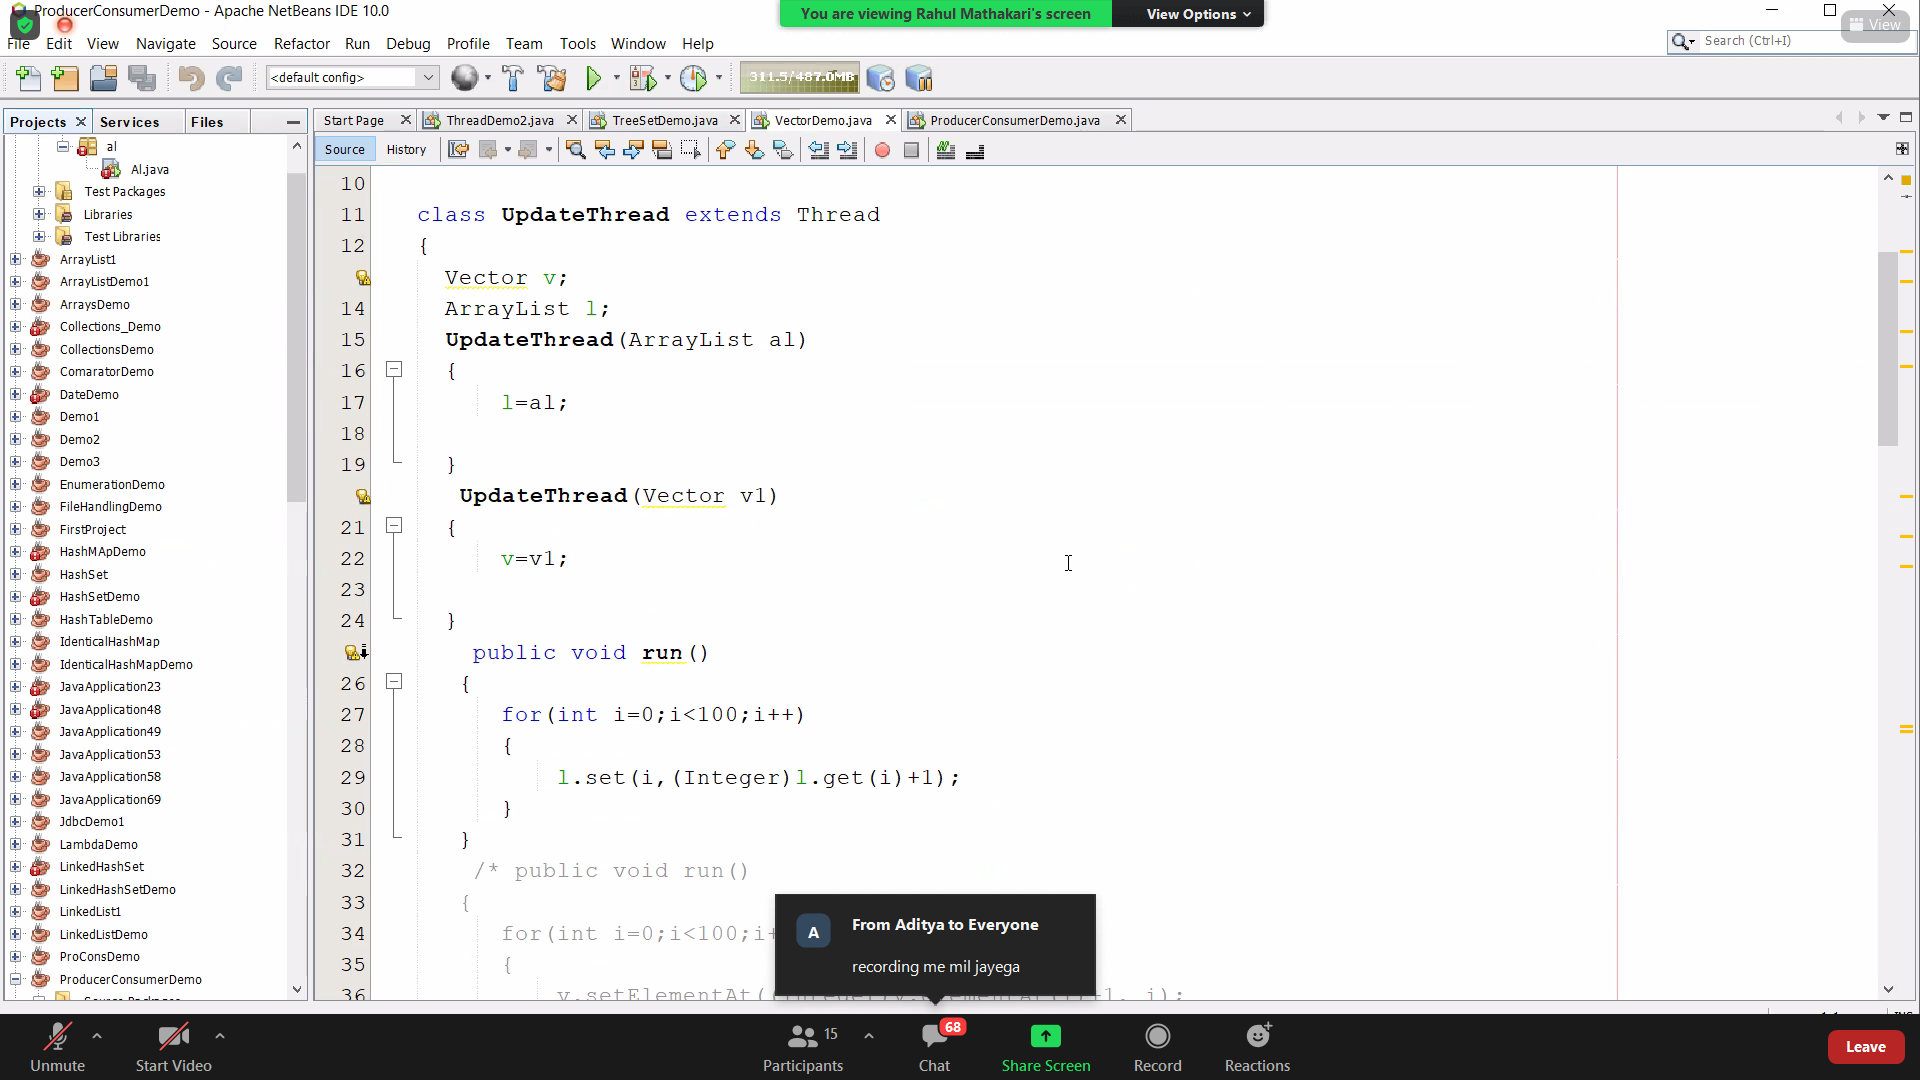 ProducerConsumerDemo - Apache NetBeans IDE 10.0
You are viewing Rahul Mathakari's screen
View Options
View
File Edit View Navigate Source Refactor Run Debug Profile Team Tools Window Help
Search (Ctrl+I)
<default config>
311.5/487.0MB
Projects
Services
Files
Start Page
ThreadDemo2.java
TreeSetDemo.java
VectorDemo.java
ProducerConsumerDemo.java
Source
History
al
Al.java
Test Packages
Libraries
Test Libraries
ArrayList1
ArrayListDemo1
ArraysDemo
Collections_Demo
CollectionsDemo
ComaratorDemo
DateDemo
Demo1
Demo2
Demo3
EnumerationDemo
FileHandlingDemo
FirstProject
HashMApDemo
HashSet
HashSetDemo
HashTableDemo
IdenticalHashMap
IdenticalHashMapDemo
JavaApplication23
JavaApplication48
JavaApplication49
JavaApplication53
JavaApplication58
JavaApplication69
JdbcDemo1
LambdaDemo
LinkedHashSet
LinkedHashSetDemo
LinkedList1
LinkedListDemo
ProConsDemo
ProducerConsumerDemo
10
11 class UpdateThread extends Thread
12 {
Vector v;
14 ArrayList l;
15 UpdateThread(ArrayList al)
16 {
17 l=al;
18
19 }
UpdateThread(Vector v1)
21 {
22 v=v1;
23
24 }
public void run()
26 {
27 for(int i=0;i<100;i++)
28 {
29 l.set(i,(Integer)l.get(i)+1);
30 }
31 }
32 /* public void run()
33 {
34 for(int i=0;i<100;i+
35 {
36
From Aditya to Everyone
A
recording me mil jayega
Unmute
Start Video
15
Participants
68
Chat
Share Screen
Record
Reactions
Leave